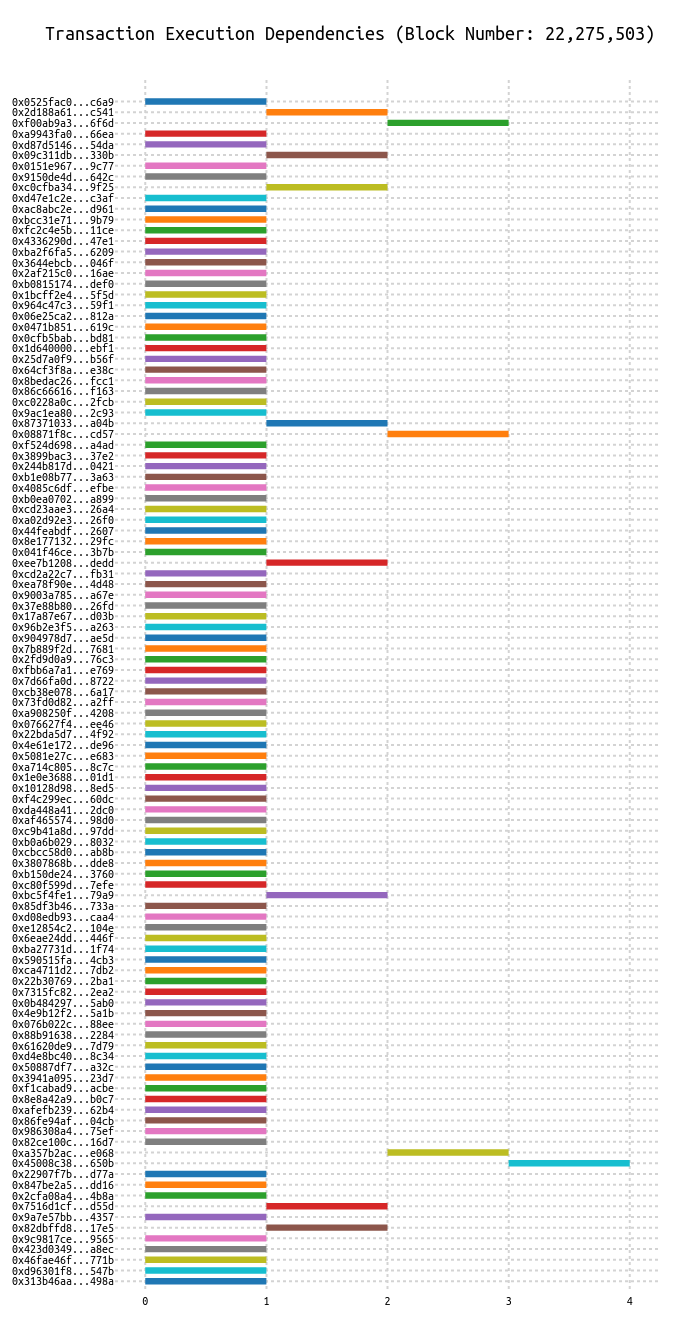 Transaction Execution Dependencies (Block Number: 22,275,503)
0x0525fac0...c6a9
0x2d188a61...c541
0xf00ab9a3...6f6d
0xa9943fa0...66ea
0xd87d5146...54da
0x09c311db...330b
0x0151e967...9c77
0x9150de4d...642c
0xc0cfba34...9f25
0xd47e1c2e...c3af
0xac8abc2e...d961
0xbcc31e71...9b79
0xfc2c4e5b...11ce
0x4336290d...47e1
0xba2f6fa5...6209
0x3644ebcb...046f
0x2af215c0...16ae
0xb0815174...def0
0x1bcff2e4...5f5d
0x964c47c3...59f1
0x06e25ca2...812a
0x0471b851...619c
0x0cfb5bab...bd81
0x1d640000...ebf1
0x25d7a0f9...b56f
0x64cf3f8a...e38c
0x8bedac26...fcc1
0x86c66616...f163
0xc0228a0c...2fcb
0x9ac1ea80...2c93
0x87371033...a04b
0x08871f8c...cd57
0xf524d698...a4ad
0x3899bac3...37e2
0x244b817d...0421
0xb1e08b77...3a63
0x4085c6df...efbe
0xb0ea0702...a899
0xcd23aae3...26a4
0xa02d92e3...26f0
0x44feabdf...2607
0x8e177132...29fc
0x041f46ce...3b7b
0xee7b1208...dedd
0xcd2a22c7...fb31
0xea78f90e...4d48
0x9003a785...a67e
0x37e88b80...26fd
0x17a87e67...d03b
0x96b2e3f5...a263
0x904978d7...ae5d
0x7b889f2d...7681
0x2fd9d0a9...76c3
0xfbb6a7a1...e769
0x7d66fa0d...8722
0xcb38e078...6a17
0x73fd0d82...a2ff
0xa908250f...4208
0x076627f4...ee46
0x22bda5d7...4f92
0x4e61e172...de96
0x5081e27c...e683
0xa714c805...8c7c
0x1e0e3688...01d1
0x10128d98...8ed5
0xf4c299ec...60dc
0xda448a41...2dc0
0xaf465574...98d0
0xc9b41a8d...97dd
0xb0a6b029...8032
0xcbcc58d0...ab8b
0x3807868b...dde8
0xb150de24...3760
0xc80f599d...7efe
0xbc5f4fe1...79a9
0x85df3b46...733a
0xd08edb93...caa4
0xe12854c2...104e
0x6eae24dd...446f
0xba27731d...1f74
0x590515fa...4cb3
0xca4711d2...7db2
0x22b30769...2ba1
0x7315fc82...2ea2
0x0b484297...5ab0
0x4e9b12f2...5a1b
0x076b022c...88ee
0x88b91638...2284
0x61620de9...7d79
0xd4e8bc40...8c34
0x50887df7...a32c
0x3941a095...23d7
0xf1cabad9...acbe
0x8e8a42a9...b0c7
0xafefb239...62b4
0x86fe94af...04cb
0x986308a4...75ef
0x82ce100c...16d7
0xa357b2ac...e068
0x45008c38...650b
0x22907f7b...d77a
0x847be2a5...dd16
0x2cfa08a4...4b8a
0x7516d1cf...d55d
0x9a7e57bb...4357
0x82dbffd8...17e5
0x9c9817ce...9565
0x423d0349...a8ec
0x46fae46f...771b
0xd96301f8...547b
0x313b46aa...498a
0 1 2 3 4